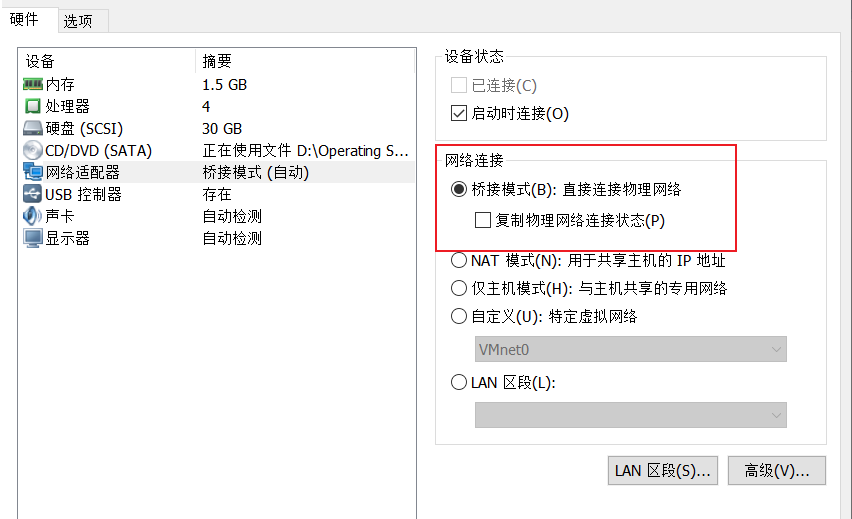 硬件 选项
设备 摘要
内存 1.5 GB
处理器 4
硬盘 (SCSI) 30 GB
CD/DVD (SATA) 正在使用文件 D:\Operating S...
网络适配器 桥接模式 (自动)
USB 控制器 存在
声卡 自动检测
显示器 自动检测
设备状态
已连接(C)
启动时连接(O)
网络连接
桥接模式(B): 直接连接物理网络
复制物理网络连接状态(P)
NAT 模式(N): 用于共享主机的 IP 地址
仅主机模式(H): 与主机共享的专用网络
自定义(U): 特定虚拟网络
VMnet0
LAN 区段(L):
LAN 区段(S)... 高级(V)...